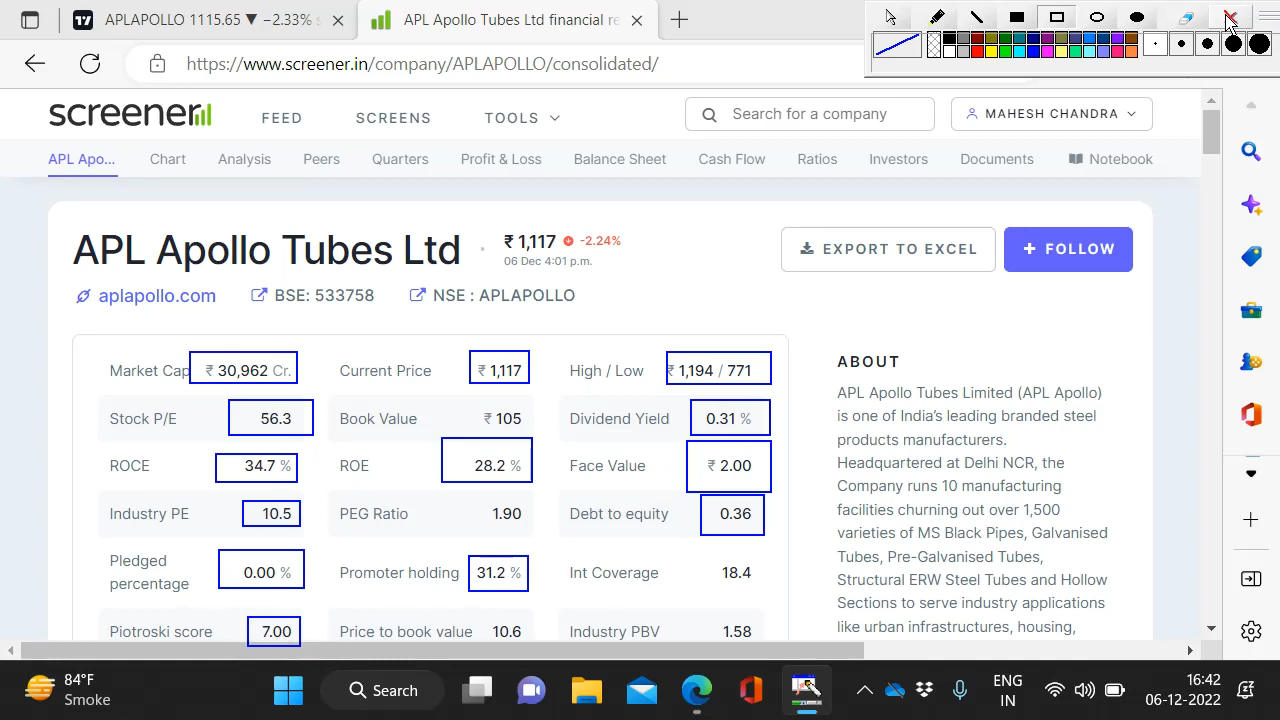 APLAPOLLO 1115.65 ▼ −2.33%
APL Apollo Tubes Ltd financial re
https://www.screener.in/company/APLAPOLLO/consolidated/
screener
FEED
SCREENS
TOOLS
Search for a company
MAHESH CHANDRA
APL Apo...
Chart
Analysis
Peers
Quarters
Profit & Loss
Balance Sheet
Cash Flow
Ratios
Investors
Documents
Notebook
APL Apollo Tubes Ltd
₹ 1,117 -2.24%
06 Dec 4:01 p.m.
EXPORT TO EXCEL
+ FOLLOW
aplapollo.com
BSE: 533758
NSE : APLAPOLLO
Market Cap ₹ 30,962 Cr.
Current Price ₹ 1,117
High / Low ₹ 1,194 / 771
Stock P/E 56.3
Book Value ₹ 105
Dividend Yield 0.31 %
ROCE 34.7 %
ROE 28.2 %
Face Value ₹ 2.00
Industry PE 10.5
PEG Ratio 1.90
Debt to equity 0.36
Pledged
percentage 0.00 %
Promoter holding 31.2 %
Int Coverage 18.4
Piotroski score 7.00
Price to book value 10.6
Industry PBV 1.58
ABOUT
APL Apollo Tubes Limited (APL Apollo)
is one of India's leading branded steel
products manufacturers.
Headquartered at Delhi NCR, the
Company runs 10 manufacturing
facilities churning out over 1,500
varieties of MS Black Pipes, Galvanised
Tubes, Pre-Galvanised Tubes,
Structural ERW Steel Tubes and Hollow
Sections to serve industry applications
like urban infrastructures, housing,
84°F
Smoke
Search
ENG
IN
16:42
06-12-2022